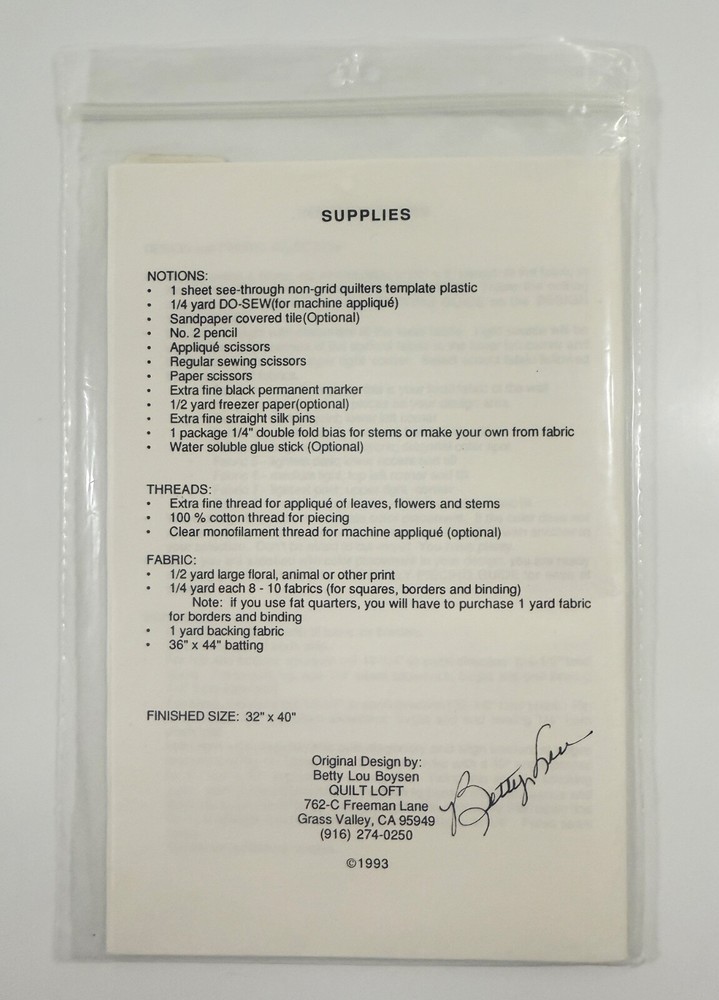 SUPPLIES
NOTIONS:
• 1 sheet see-through non-grid quilters template plastic
• 1/4 yard DO-SEW(for machine appliqué)
• Sandpaper covered tile(Optional)
• No. 2 pencil
• Appliqué scissors
• Regular sewing scissors
• Paper scissors
• Extra fine black permanent marker
• 1/2 yard freezer paper(optional)
• Extra fine straight silk pins
• 1 package 1/4" double fold bias for stems or make your own from fabric
• Water soluble glue stick (Optional)
THREADS:
• Extra fine thread for appliqué of leaves, flowers and stems
• 100 % cotton thread for piecing
• Clear monofilament thread for machine appliqué (optional)
FABRIC:
• 1/2 yard large floral, animal or other print
• 1/4 yard each 8 - 10 fabrics (for squares, borders and binding)
Note: if you use fat quarters, you will have to purchase 1 yard fabric
for borders and binding
• 1 yard backing fabric
• 36" x 44" batting
FINISHED SIZE: 32" x 40"
Original Design by:
Betty Lou Boysen
QUILT LOFT
762-C Freeman Lane
Grass Valley, CA 95949
(916) 274-0250
Betty Lou
©1993